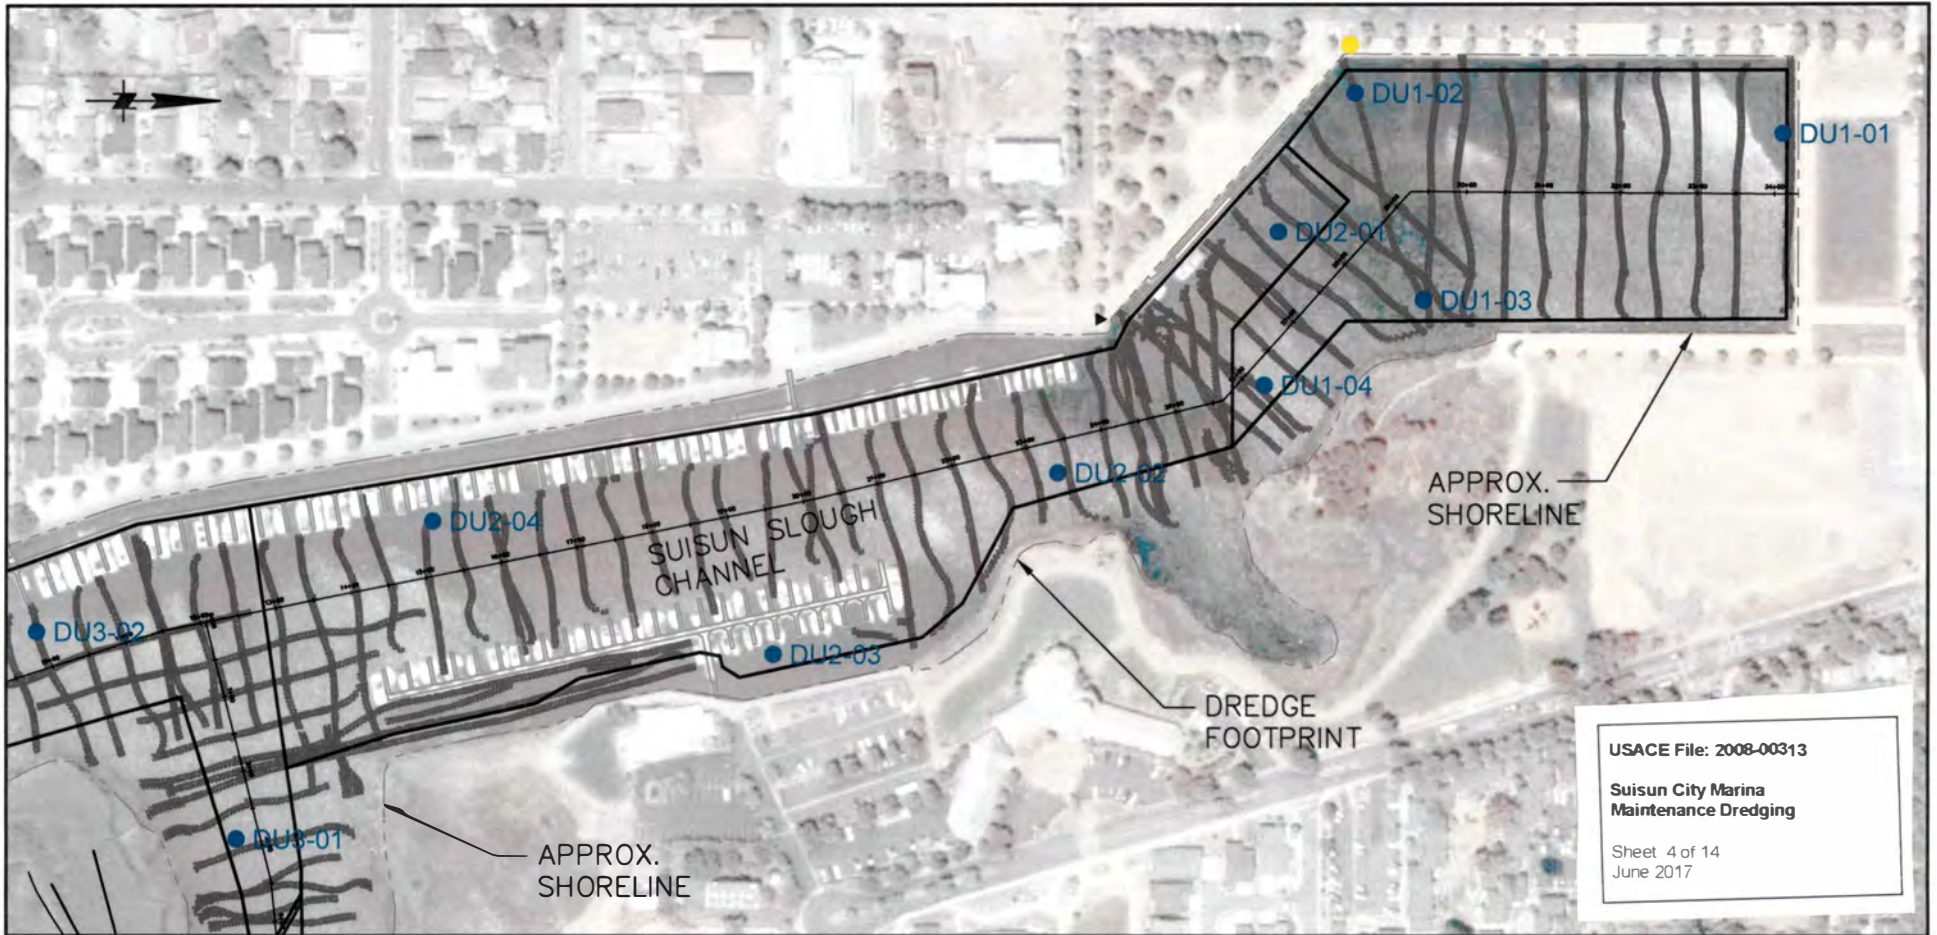 DU1-02
DU1-01
DU2-01
DU1-03
DU1-04
APPROX.
SHORELINE
DU2-02
DU2-04
SUISUN SLOUGH
CHANNEL
DU3-02
DU2-03
DREDGE
FOOTPRINT
DU3-01
APPROX.
SHORELINE
USACE File: 2008-00313
Suisun City Marina
Maintenance Dredging
Sheet 4 of 14
June 2017